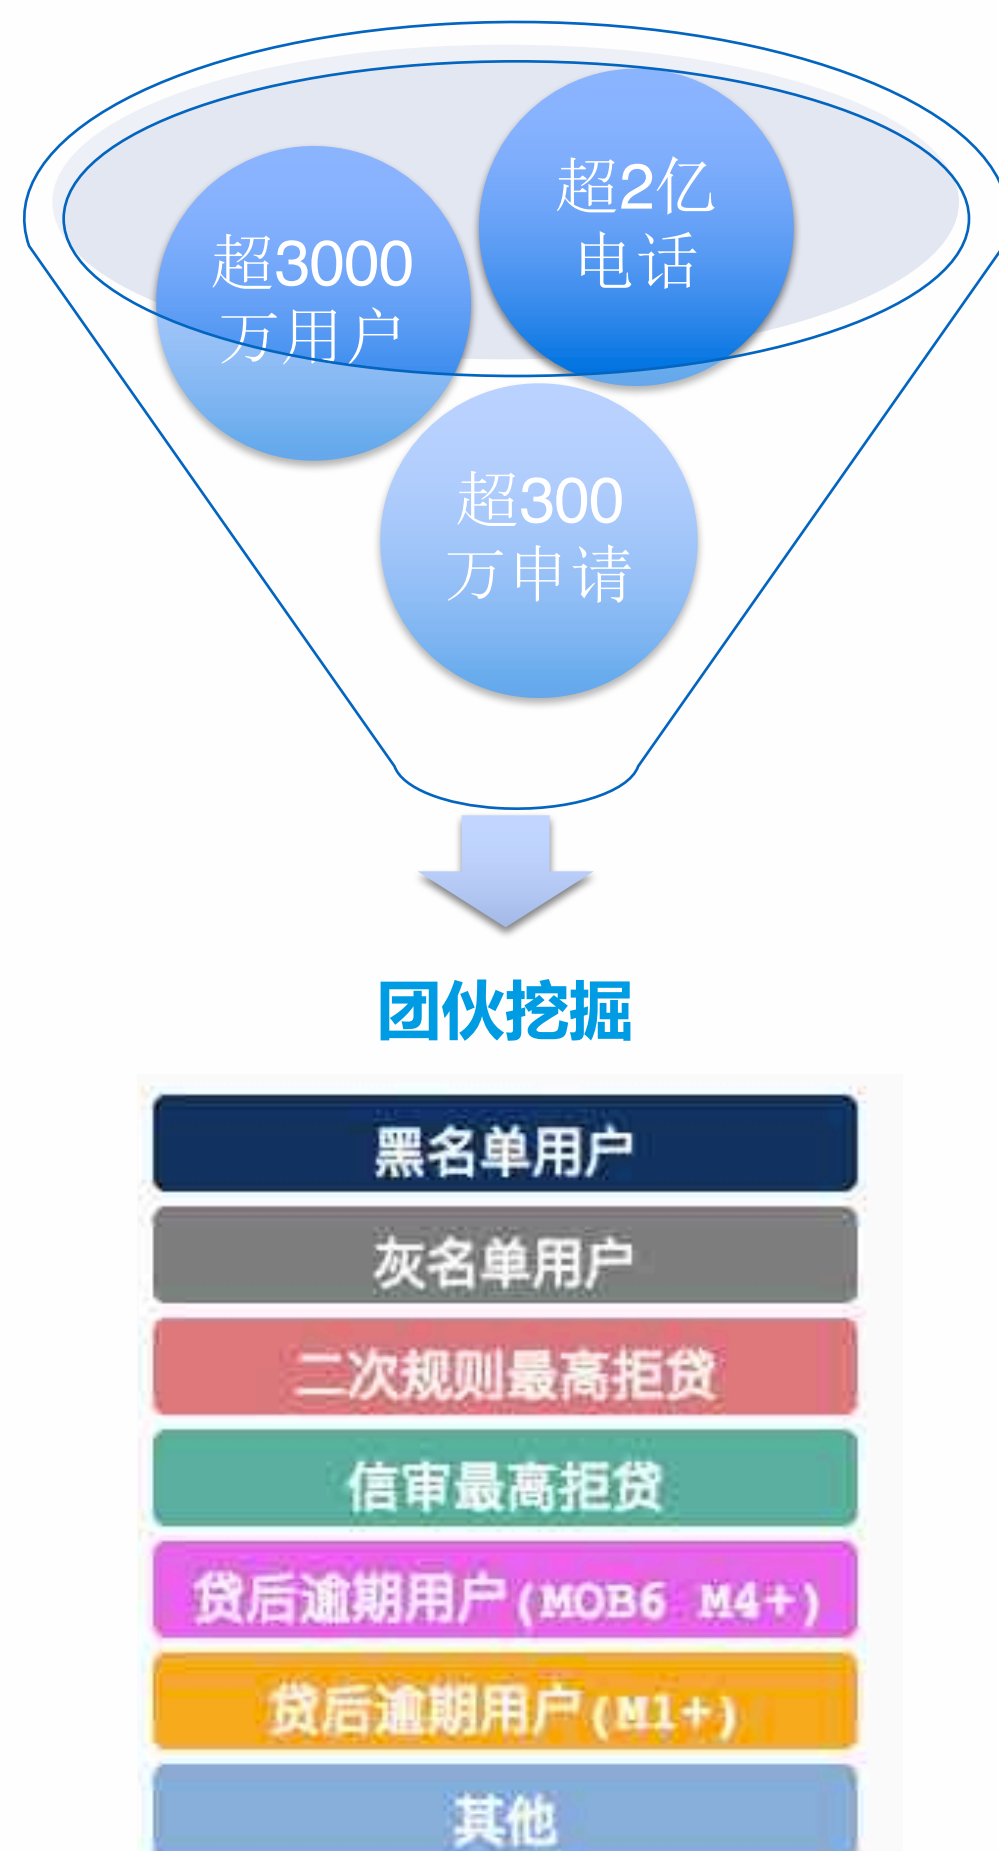 超2亿
电话
超3000
万用户
超300
万申请
团伙挖掘
黑名单用户
灰名单用户
二次规则最高拒贷
信审最高拒贷
贷后逾期用户(MOB6 M4+)
贷后逾期用户(M1+)
其他